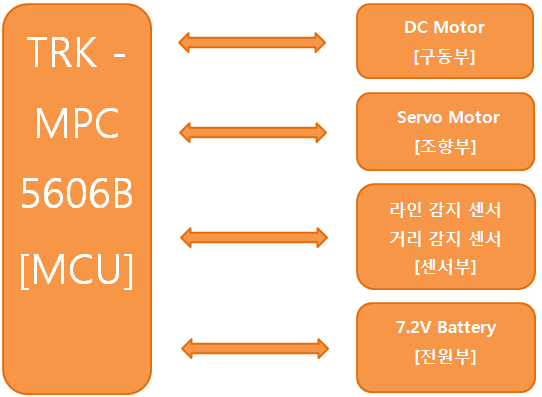 TRK -
MPC
5606B
[MCU]
DC Motor
[구동부]
Servo Motor
[조향부]
라인 감지 센서
거리 감지 센서
[센서부]
7.2V Battery
[전원부]